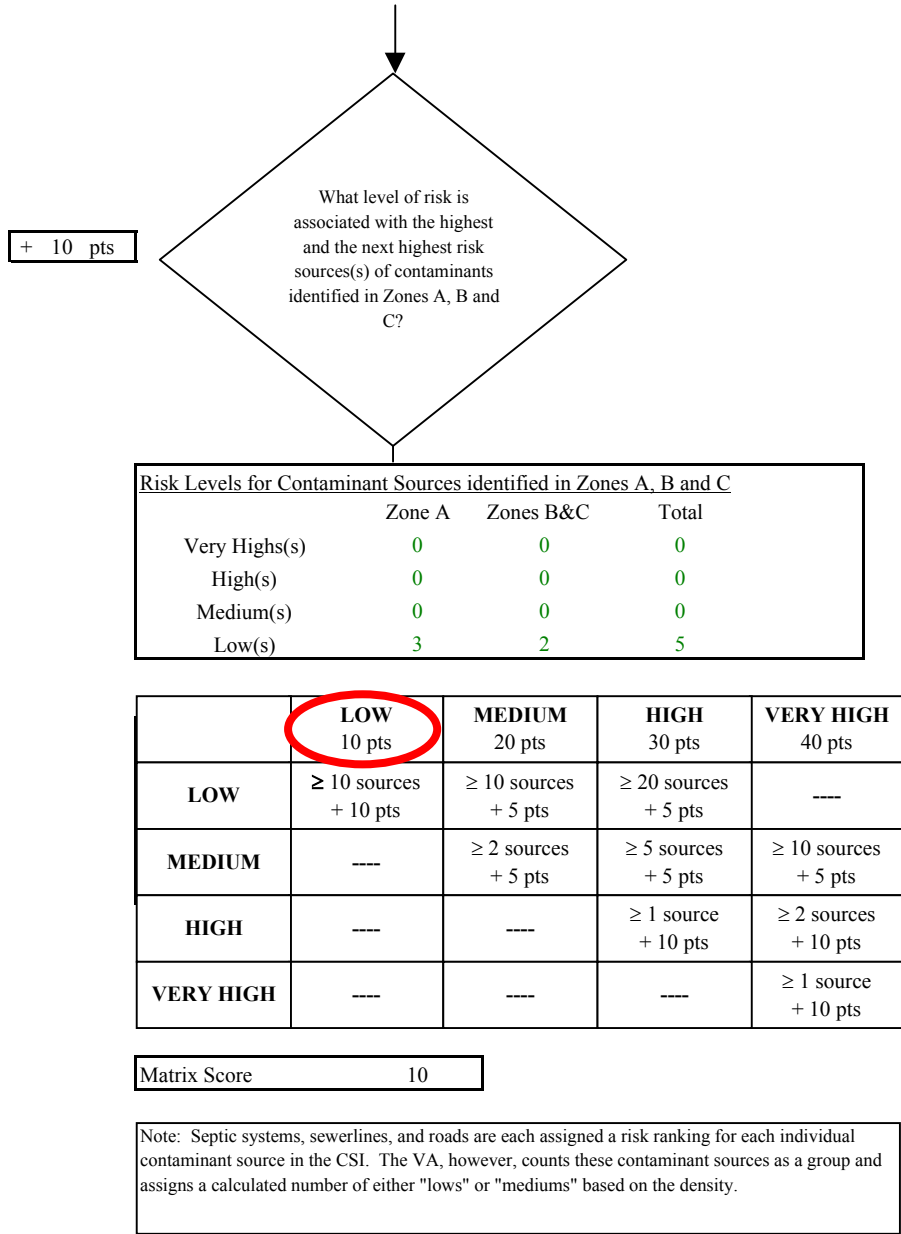 What level of risk is
associated with the highest
and the next highest risk
sources(s) of contaminants
identified in Zones A, B and
C?
+ 10 pts
Risk Levels for Contaminant Sources identified in Zones A, B and C
Zone A Zones B&C Total
Very Highs(s) 0 0 0
High(s) 0 0 0
Medium(s) 0 0 0
Low(s) 3 2 5
LOW MEDIUM HIGH VERY HIGH
10 pts 20 pts 30 pts 40 pts
LOW ≥ 10 sources + 10 pts ≥ 10 sources + 5 pts ≥ 20 sources + 5 pts ----
MEDIUM ---- ≥ 2 sources + 5 pts ≥ 5 sources + 5 pts ≥ 10 sources + 5 pts
HIGH ---- ---- ≥ 1 source + 10 pts ≥ 2 sources + 10 pts
VERY HIGH ---- ---- ---- ≥ 1 source + 10 pts
Matrix Score 10
Note: Septic systems, sewerlines, and roads are each assigned a risk ranking for each individual
contaminant source in the CSI. The VA, however, counts these contaminant sources as a group and
assigns a calculated number of either "lows" or "mediums" based on the density.